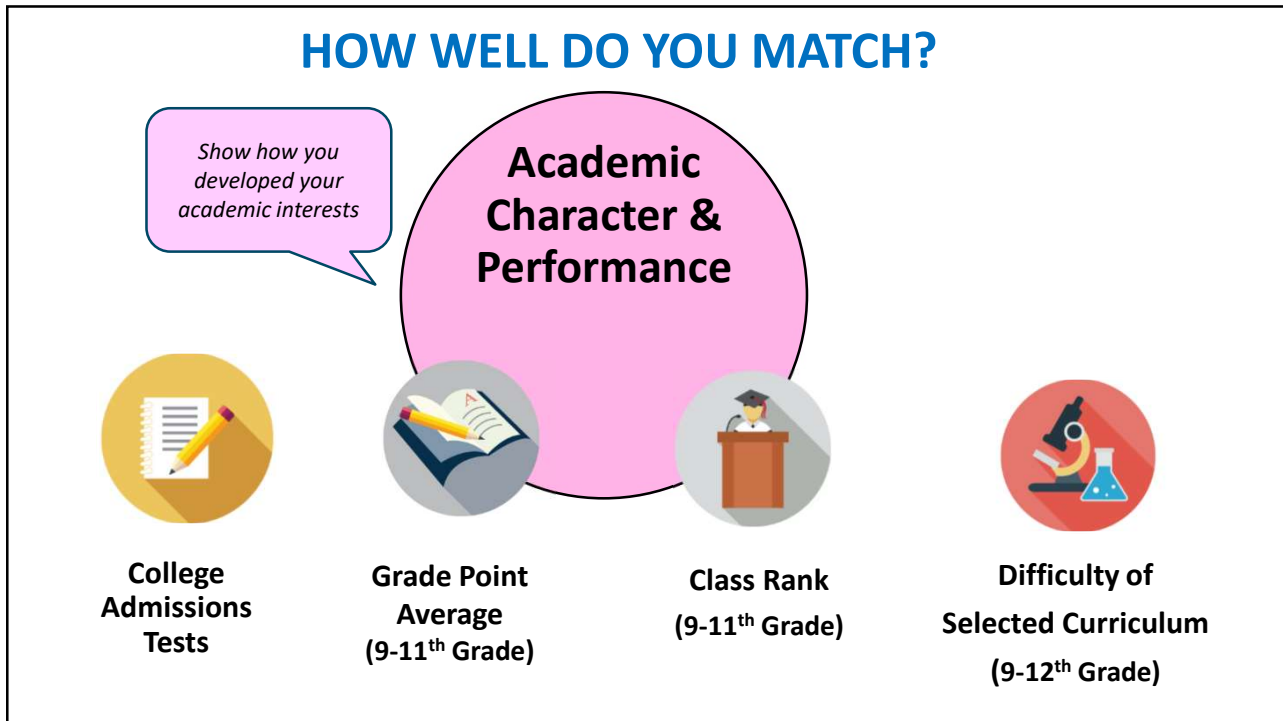 HOW WELL DO YOU MATCH?
Show how you
developed your
academic interests
Academic
Character &
Performance
A
College
Admissions
Tests
Grade Point
Average
(9-11th Grade)
Class Rank
(9-11th Grade)
Difficulty of
Selected Curriculum
(9-12th Grade)